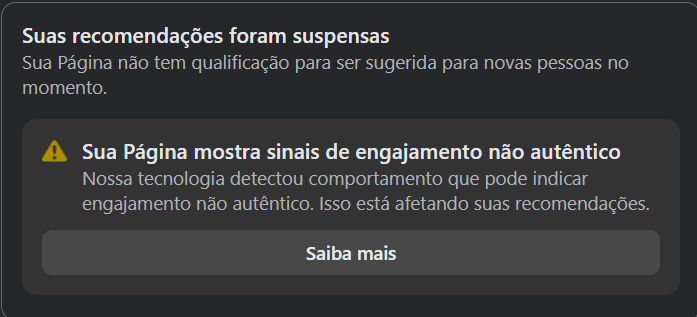 Suas recomendações foram suspensas
Sua Página não tem qualificação para ser sugerida para novas pessoas no
momento.
Sua Página mostra sinais de engajamento não autêntico
Nossa tecnologia detectou comportamento que pode indicar
engajamento não autêntico. Isso está afetando suas recomendações.
Saiba mais